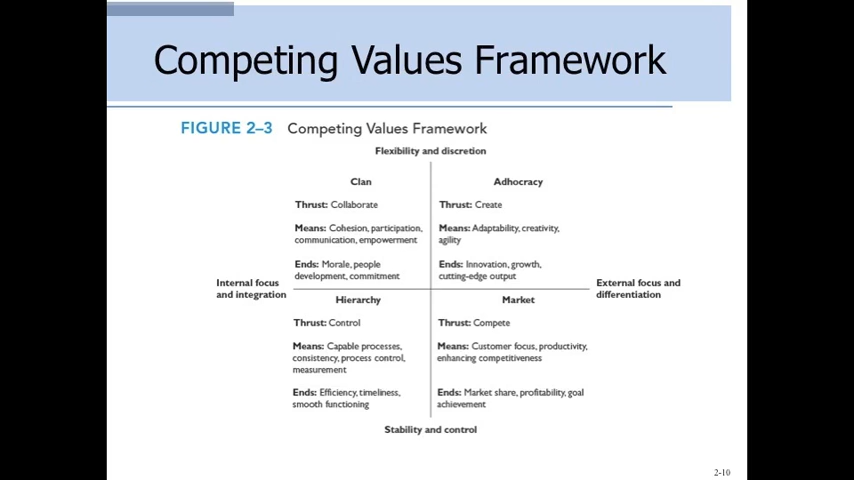 Competing Values Framework
FIGURE 2–3 Competing Values Framework
Flexibility and discretion
Clan
Thrust: Collaborate
Means: Cohesion, participation,
communication, empowerment
Ends: Morale, people
development, commitment
Adhocracy
Thrust: Create
Means: Adaptability, creativity,
agility
Ends: Innovation, growth,
cutting-edge output
Internal focus
and integration
External focus and
differentiation
Hierarchy
Thrust: Control
Means: Capable processes,
consistency, process control,
measurement
Ends: Efficiency, timeliness,
smooth functioning
Market
Thrust: Compete
Means: Customer focus, productivity,
enhancing competitiveness
Ends: Market share, profitability, goal
achievement
Stability and control
2-10